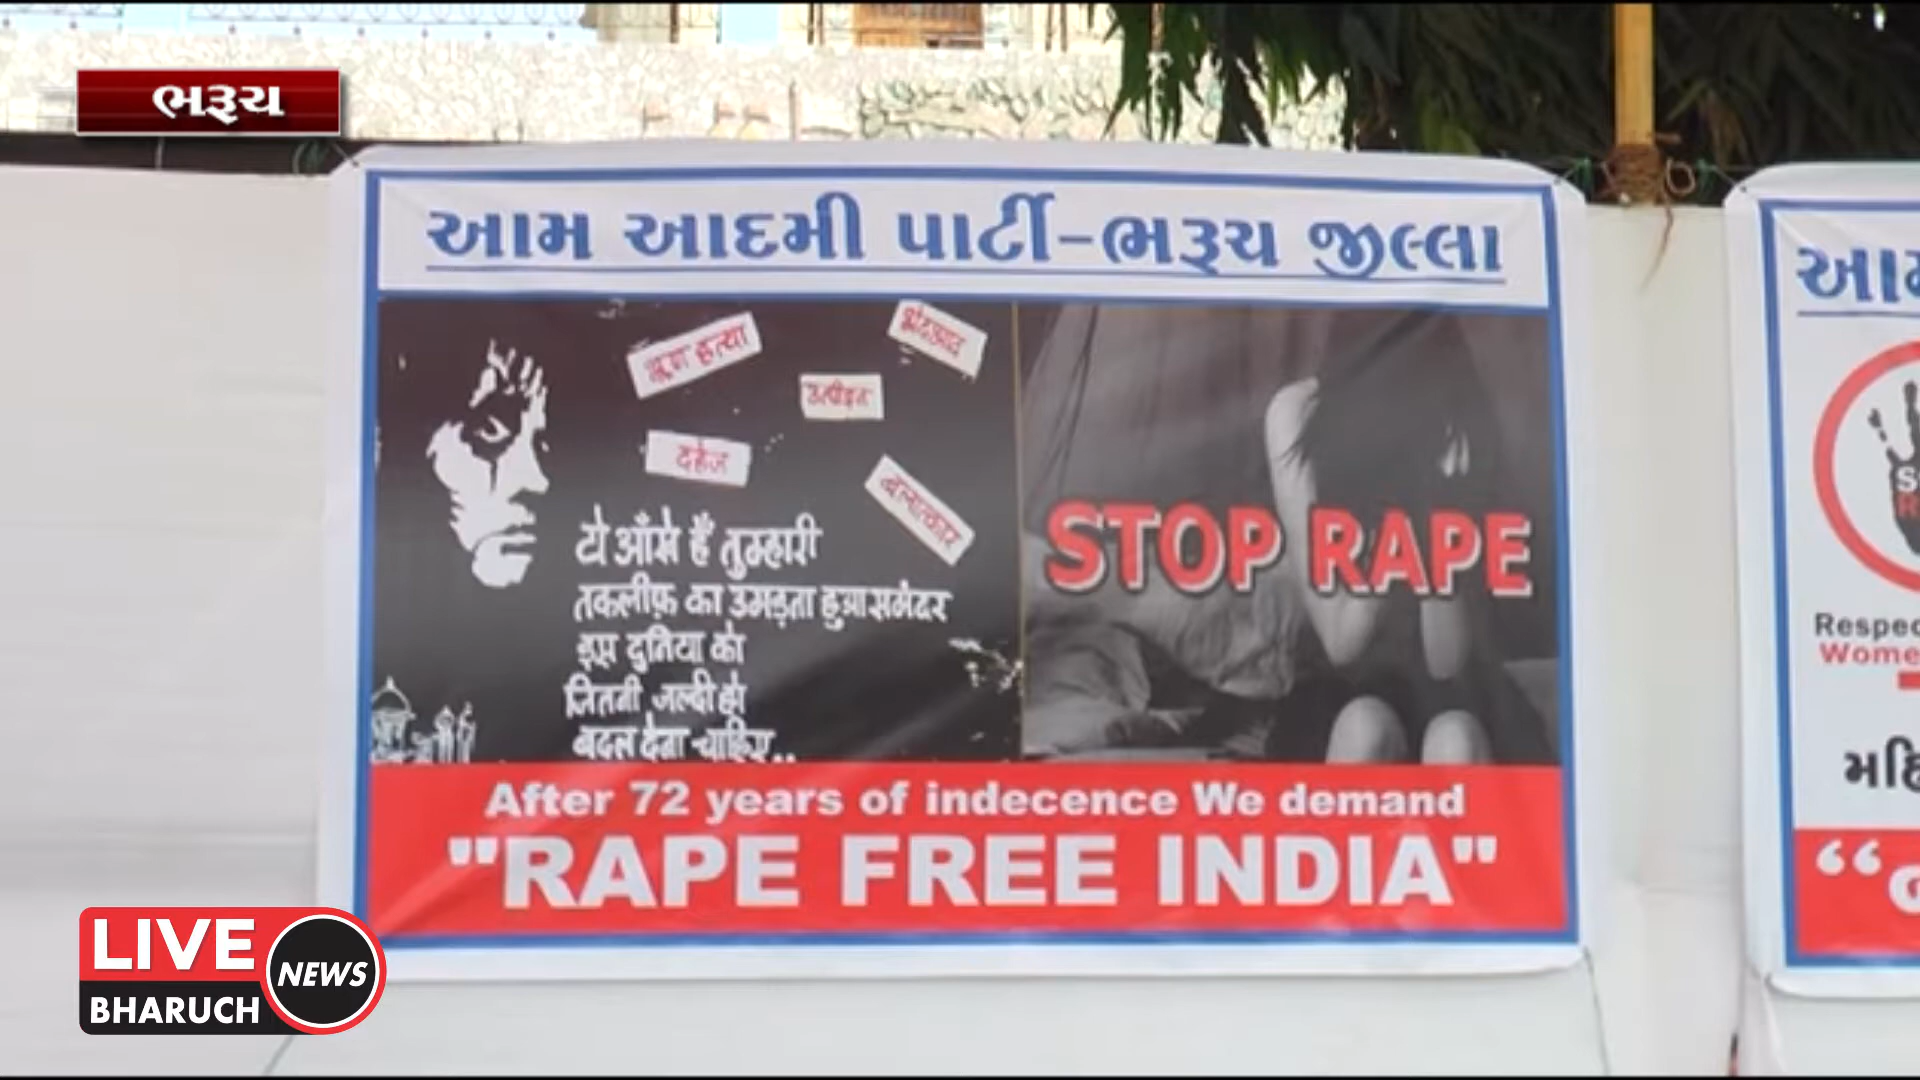 ભરૂચ
આમ આદમી પાર્ટી-ભરૂચ જીલ્લા
भ्रूण हत्या
उत्पीड़न
दहेज
बलात्कार
दो आँखे हैं तुम्हारी
तकलीफ़ का उमड़ता हुआ समंदर
इस दुनिया को
जितनी जल्दी हो
बदल देना चाहिए..
STOP RAPE
After 72 years of indecence We demand
"RAPE FREE INDIA"
આમ
Respec
Wome
મહિ
LIVE
BHARUCH
NEWS